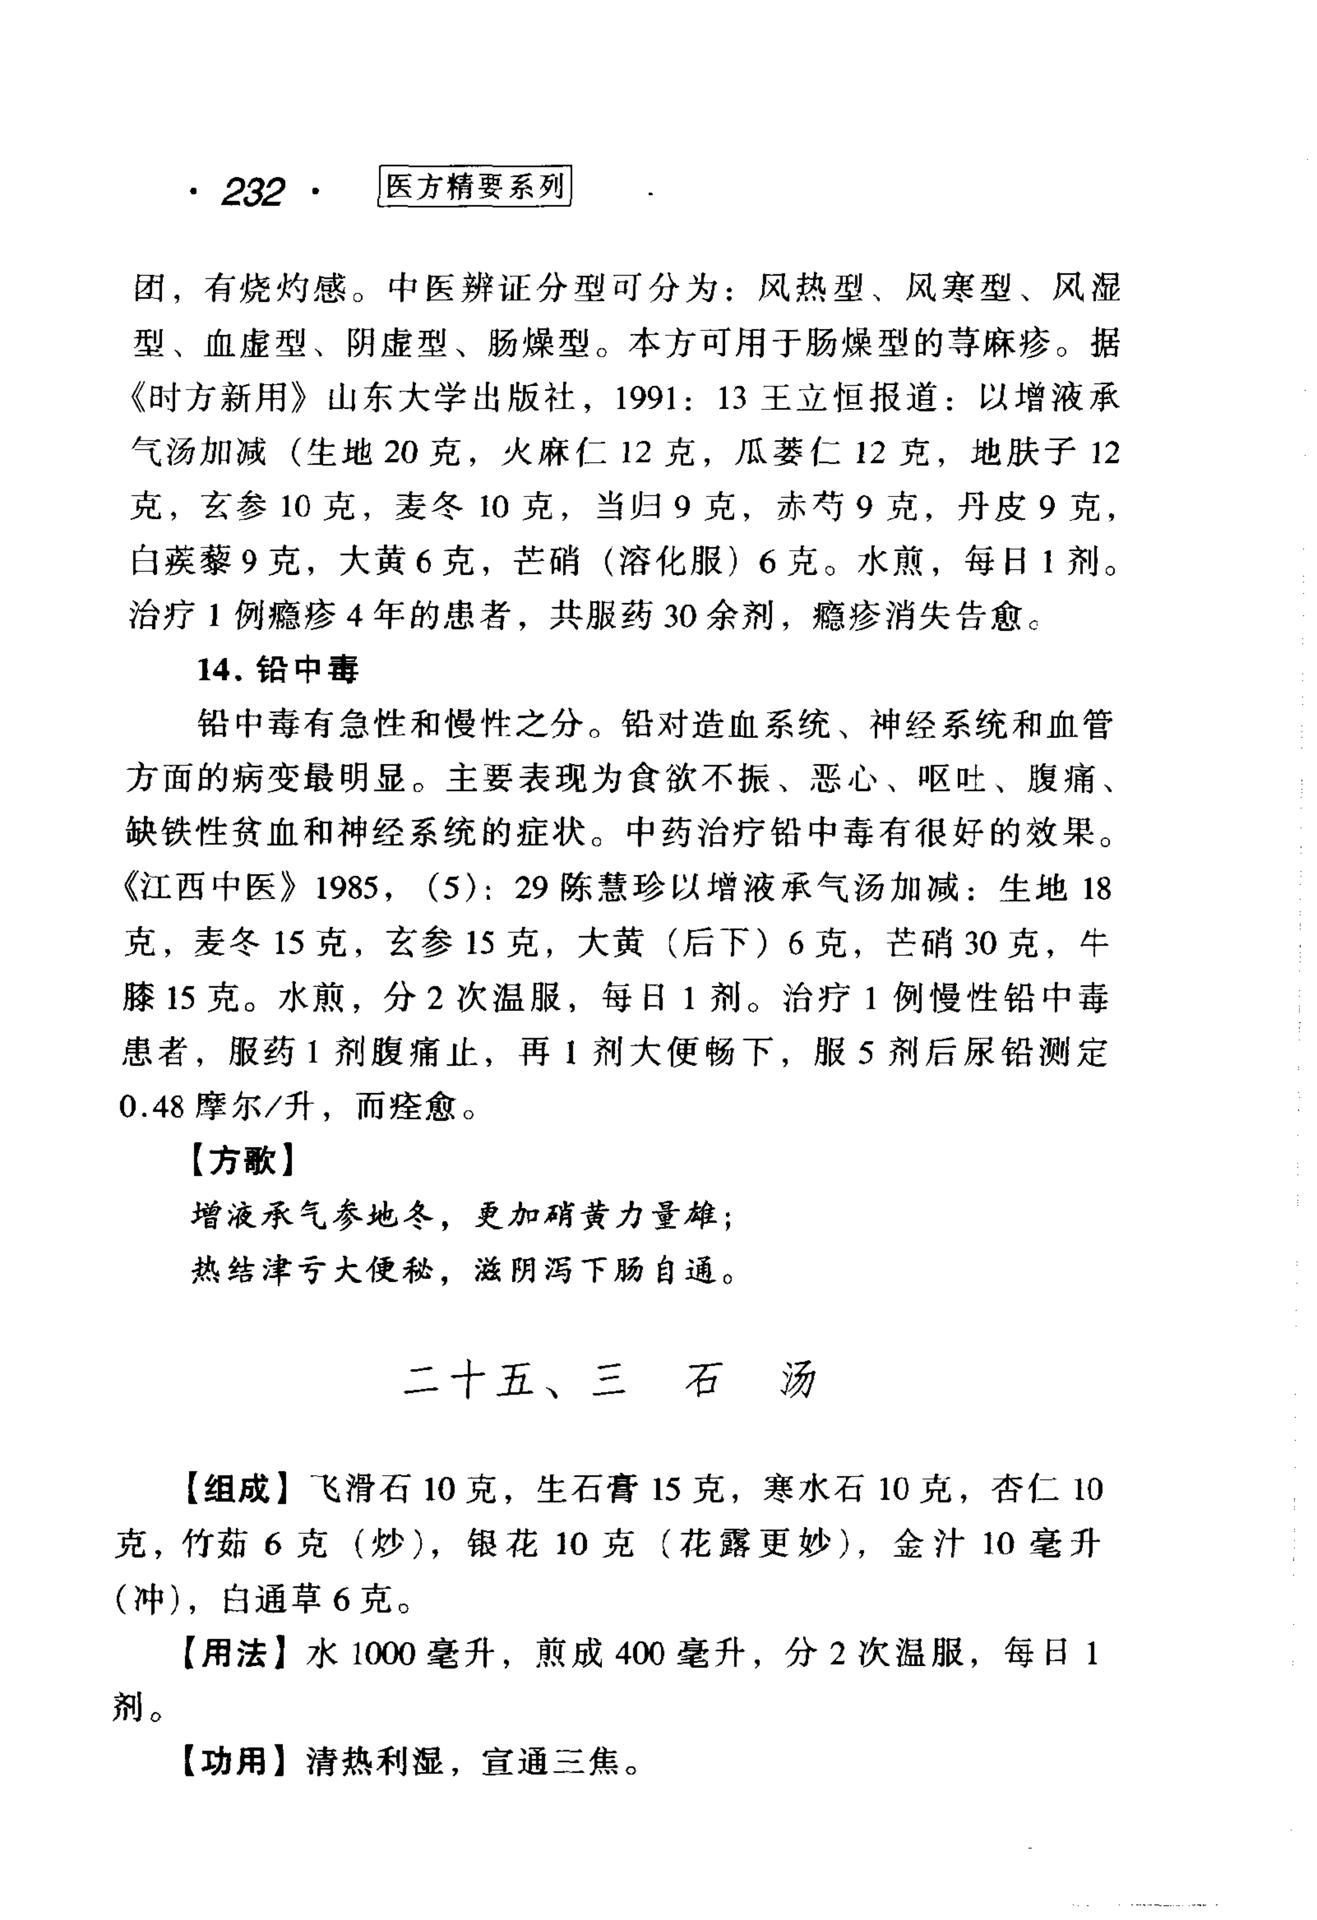 · 232 · 医方精要系列
团，有烧灼感。中医辨证分型可分为：风热型、风寒型、风湿
型、血虚型、阴虚型、肠燥型。本方可用于肠燥型的荨麻疹。据
《时方新用》山东大学出版社，1991：13 王立恒报道：以增液承
气汤加减（生地 20 克，火麻仁 12 克，瓜蒌仁 12 克，地肤子 12
克，玄参 10 克，麦冬 10 克，当归 9 克，赤芍 9 克，丹皮 9 克，
白蒺藜 9 克，大黄 6 克，芒硝（溶化服）6 克。水煎，每日 1 剂。
治疗 1 例瘾疹 4 年的患者，共服药 30 余剂，瘾疹消失告愈。
14. 铅中毒
铅中毒有急性和慢性之分。铅对造血系统、神经系统和血管
方面的病变最明显。主要表现为食欲不振、恶心、呕吐、腹痛、
缺铁性贫血和神经系统的症状。中药治疗铅中毒有很好的效果。
《江西中医》1985，（5）：29 陈慧珍以增液承气汤加减：生地 18
克，麦冬 15 克，玄参 15 克，大黄（后下）6 克，芒硝 30 克，牛
膝 15 克。水煎，分 2 次温服，每日 1 剂。治疗 1 例慢性铅中毒
患者，服药 1 剂腹痛止，再 1 剂大便畅下，服 5 剂后尿铅测定
0.48 摩尔/升，而痊愈。
【方歌】
增液承气参地冬，更加硝黄力量雄；
热结津亏大便秘，滋阴泻下肠自通。
二十五、三 石 汤
【组成】飞滑石 10 克，生石膏 15 克，寒水石 10 克，杏仁 10
克，竹茹 6 克（炒），银花 10 克（花露更妙），金汁 10 毫升
（冲），白通草 6 克。
【用法】水 1000 毫升，煎成 400 毫升，分 2 次温服，每日 1
剂。
【功用】清热利湿，宣通三焦。